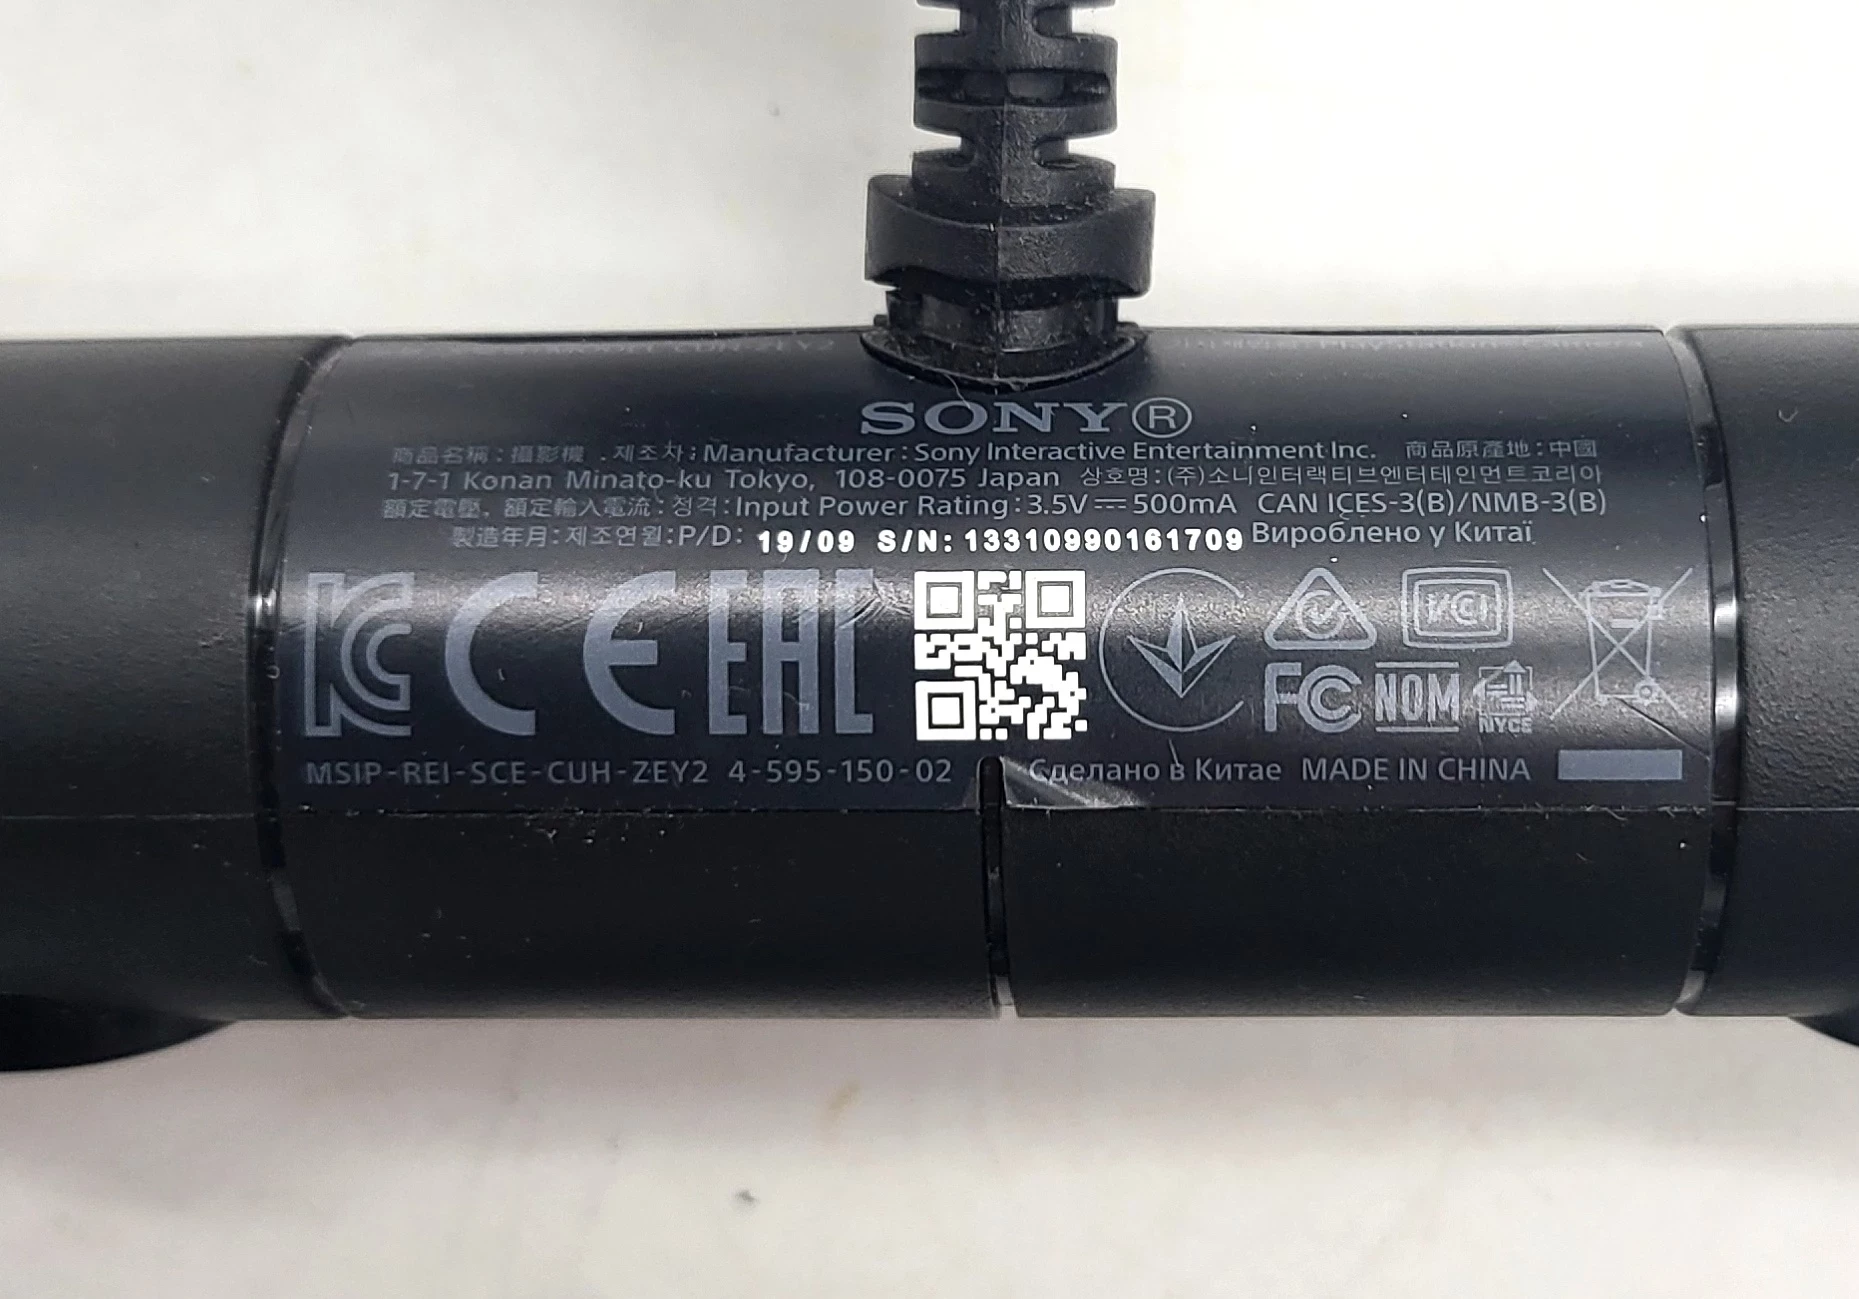 SONY®
商品名稱：攝影機 . 제조자：Manufacturer : Sony Interactive Entertainment Inc. 商品原產地：中國
1-7-1 Konan Minato-ku Tokyo, 108-0075 Japan 상호명：(주)소니인터랙티브엔터테인먼트코리아
額定電壓, 額定輸入電流：정격：Input Power Rating : 3.5V ⎓ 500mA CAN ICES-3(B)/NMB-3(B)
製造年月：제조연월：P/D： 19/09 S/N: 13310990161709 Вироблено у Китаї
KC CE EAC
VCI
FC NOM NYCE
MSIP-REI-SCE-CUH-ZEY2 4-595-150-02 Сделано в Китае MADE IN CHINA